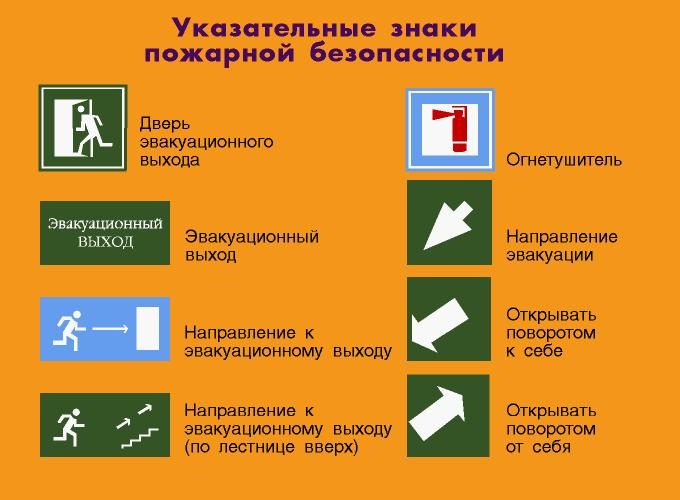 Указательные знаки
пожарной безопасности
Дверь
эвакуационного
выхода
Огнетушитель
Эвакуационный
ВЫХОД
Эвакуационный
выход
Направление
эвакуации
Направление к
эвакуационному выходу
Открывать
поворотом
к себе
Направление к
эвакуационному выходу
(по лестнице вверх)
Открывать
поворотом
от себя